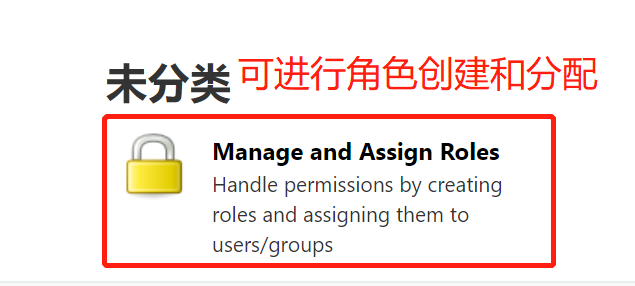 未分类 可进行角色创建和分配
Manage and Assign Roles
Handle permissions by creating
roles and assigning them to
users/groups